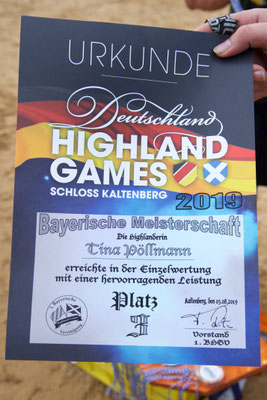 URKUNDE
Deutschland
HIGHLAND
GAMES
SCHLOSS KALTENBERG
2019
Bayerische Meisterschaft
Die Highlanderin
Tina Pöllmann
erreichte in der Einzelwertung
mit einer hervorragenden Leistung
Platz
Kaltenberg, den 03.08.2019
Vorstand
1. BHGV